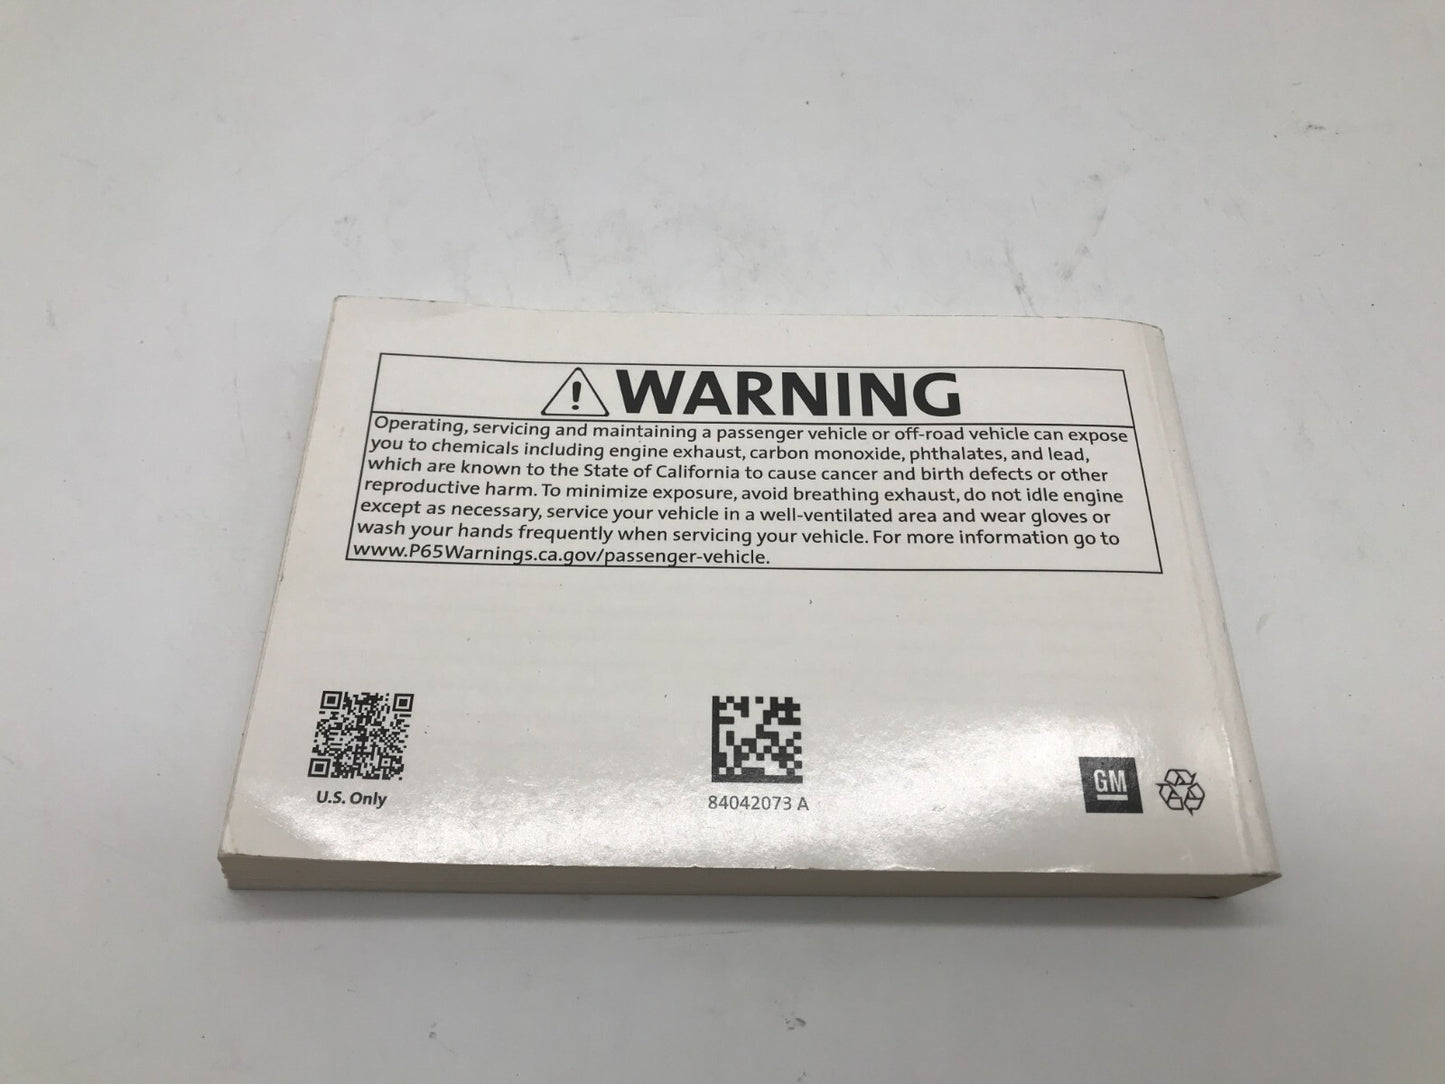 WARNING
Operating, servicing and maintaining a passenger vehicle or off-road vehicle can expose
you to chemicals including engine exhaust, carbon monoxide, phthalates, and lead,
which are known to the State of California to cause cancer and birth defects or other
reproductive harm. To minimize exposure, avoid breathing exhaust, do not idle engine
except as necessary, service your vehicle in a well-ventilated area and wear gloves or
wash your hands frequently when servicing your vehicle. For more information go to
www.P65Warnings.ca.gov/passenger-vehicle.
U.S. Only
84042073 A
GM